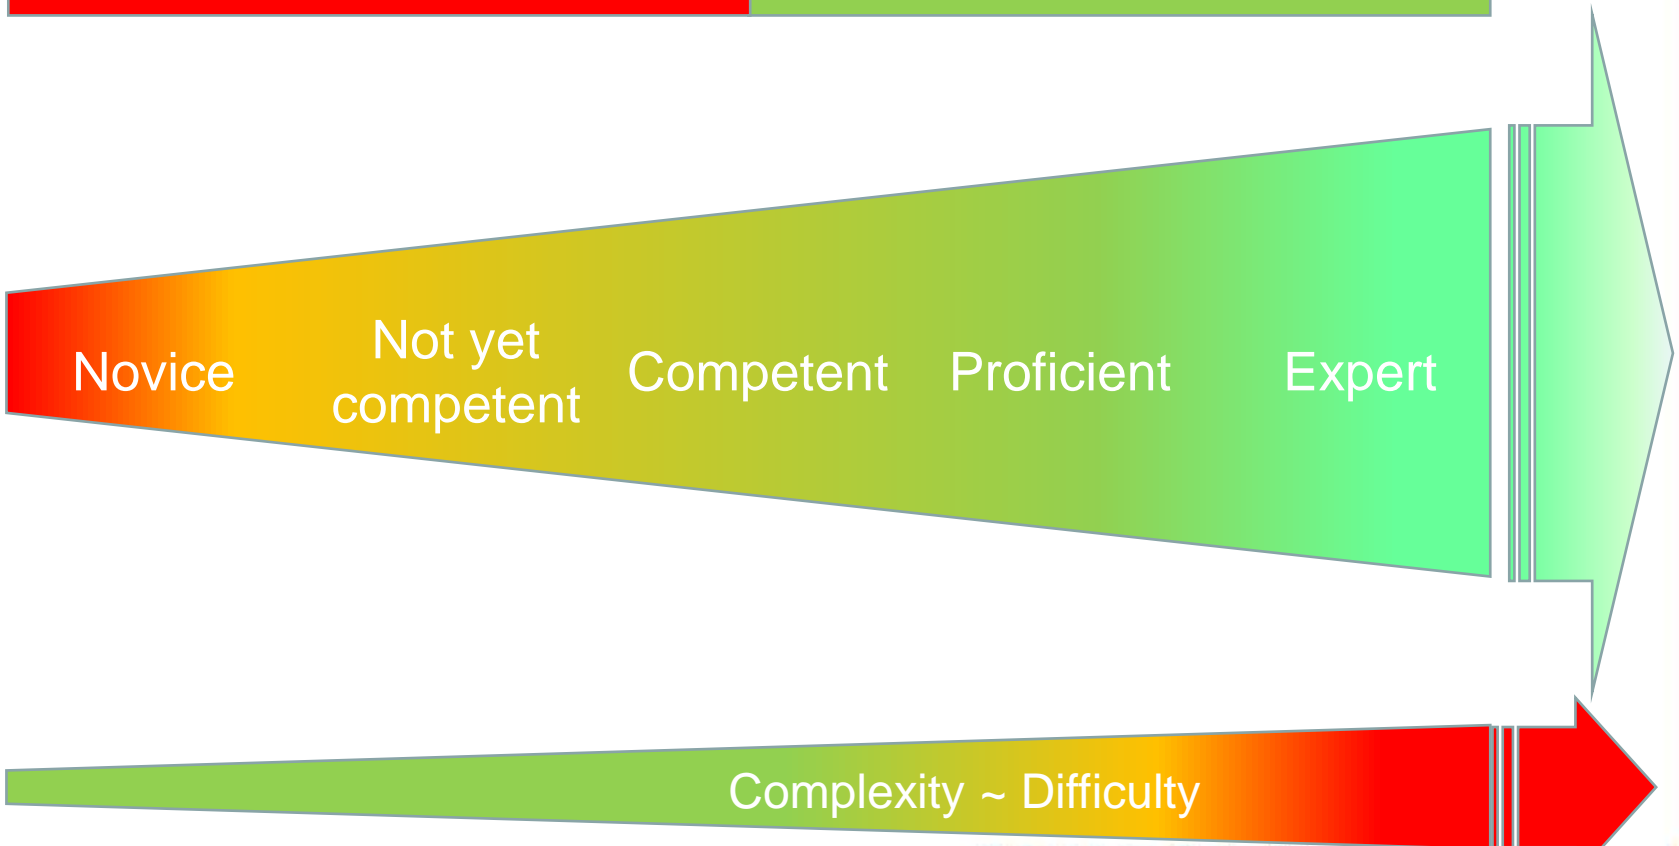 Novice
Not yet
competent
Competent
Proficient
Expert
Complexity ~ Difficulty